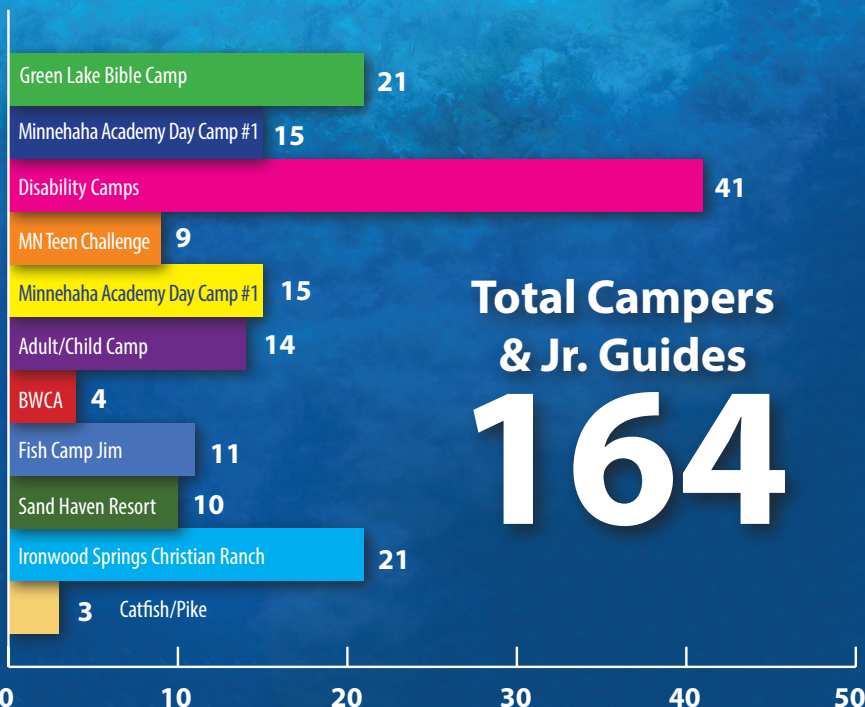 Green Lake Bible Camp 21
Minnehaha Academy Day Camp #1 15
Disability Camps 41
MN Teen Challenge 9
Minnehaha Academy Day Camp #1 15
Adult/Child Camp 14
BWCA 4
Fish Camp Jim 11
Sand Haven Resort 10
Ironwood Springs Christian Ranch 21
3 Catfish/Pike
Total Campers
& Jr. Guides
164
0 10 20 30 40 50